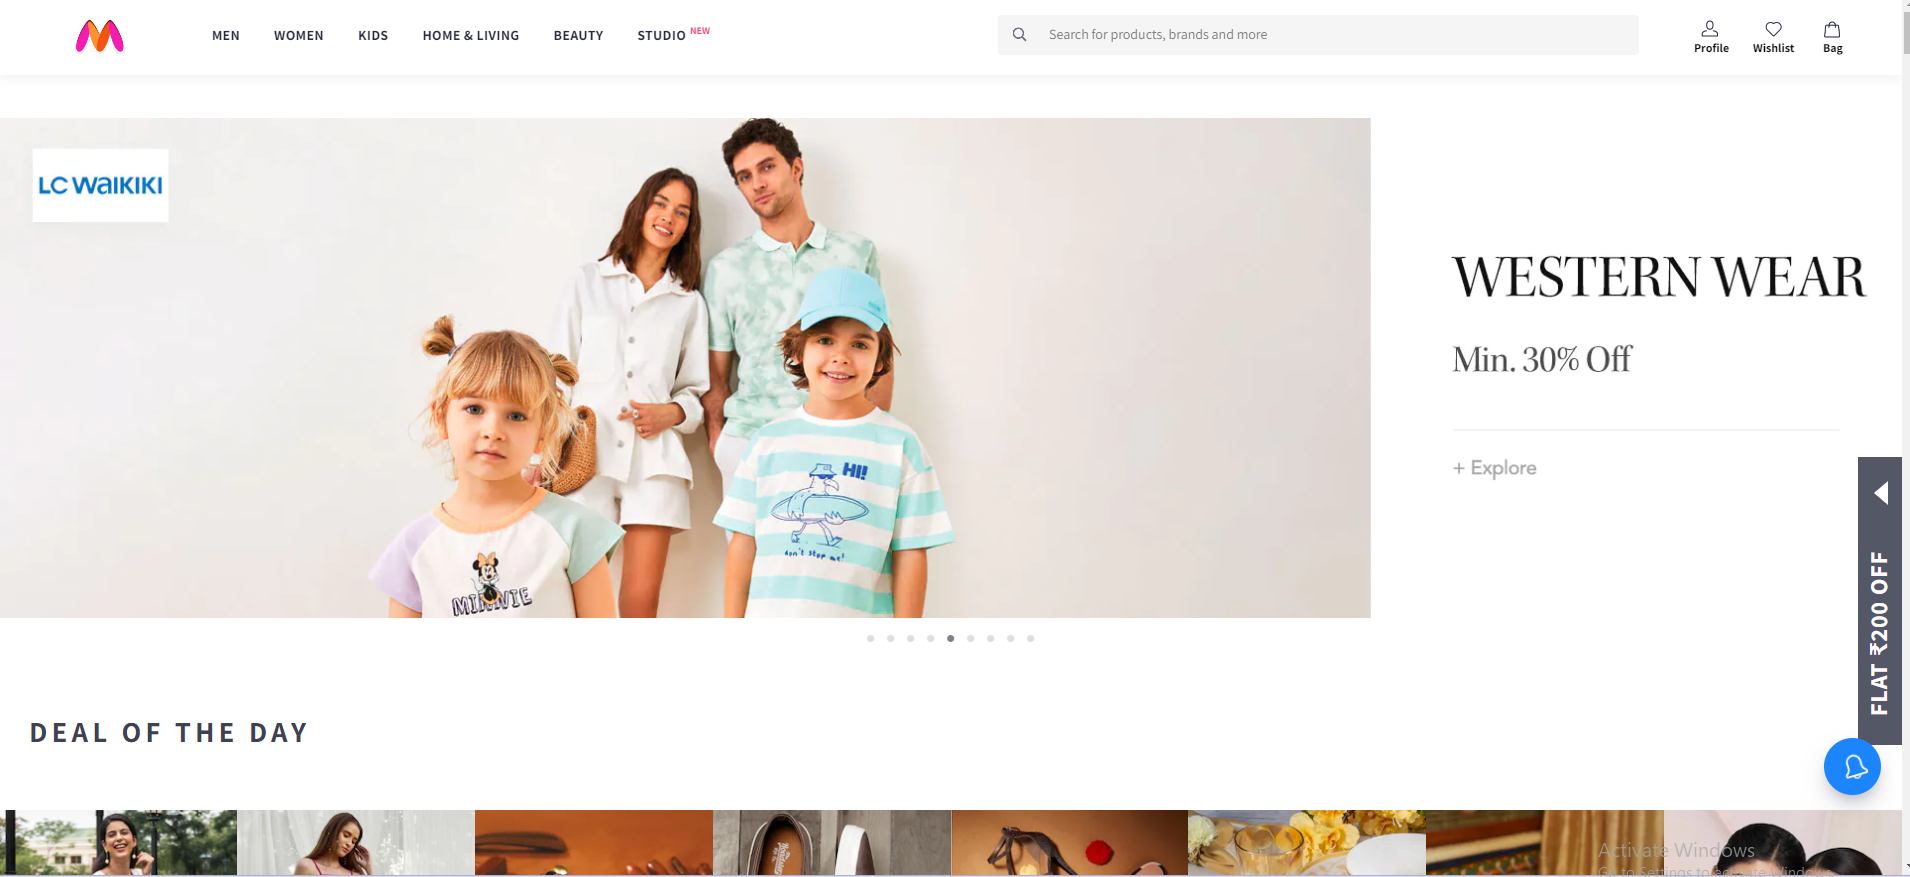 MEN
WOMEN
KIDS
HOME & LIVING
BEAUTY
STUDIO NEW
Search for products, brands and more
Profile
Wishlist
Bag
LC WAIKIKI
HI!
don't stop me!
MINNIE
WESTERN WEAR
Min. 30% Off
+ Explore
FLAT ₹200 OFF
DEAL OF THE DAY
Activate Windows
Go to Settings to activate Windows.